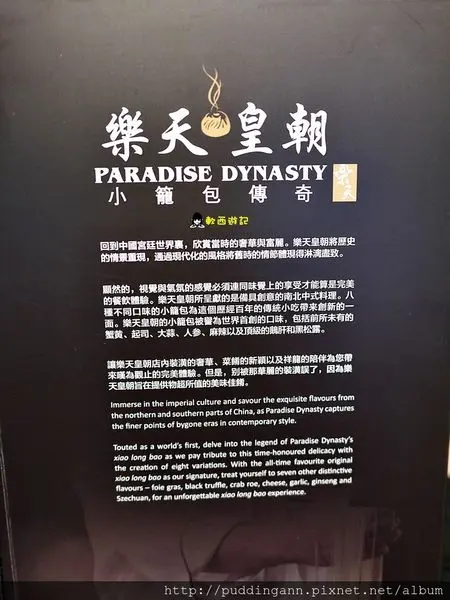 樂天皇朝
PARADISE DYNASTY
小籠包傳奇
樂天
軟西遊記
回到中國宮廷世界裏，欣賞當時的奢華與富麗。樂天皇朝將歷史
的情景重現，通過現代化的風格將舊時的情節體現得淋漓盡致。
顯然的，視覺與氣氛的感覺必須連同味覺上的享受才能算是完美
的餐飲體驗。樂天皇朝所呈獻的是備具創意的南北中式料理。八
種不同口味的小籠包為這個歷經百年的傳統小吃帶來創新的一
面。樂天皇朝的小籠包被譽為世界首創的口味，包括前所未有的
蟹黃、起司、大蒜、人參、麻辣以及頂級的鵝肝和黑松露。
讓樂天皇朝店內裝潢的奢華、菜餚的新穎以及祥龍的陪伴為您帶
來嘆為觀止的完美體驗。但是，別被那華麗的裝潢誤了，因為樂
天皇朝旨在提供物超所值的美味佳餚。
Immerse in the imperial culture and savour the exquisite flavours from
the northern and southern parts of China, as Paradise Dynasty captures
the finer points of bygone eras in contemporary style.
Touted as a world's first, delve into the legend of Paradise Dynasty's
xiao long bao as we pay tribute to this time-honoured delicacy with
the creation of eight variations. With the all-time favourite original
xiao long bao as our signature, treat yourself to seven other distinctive
flavours – foie gras, black truffle, crab roe, cheese, garlic, ginseng and
Szechuan, for an unforgettable xiao long bao experience.
http://puddingann.pixnet.net/album